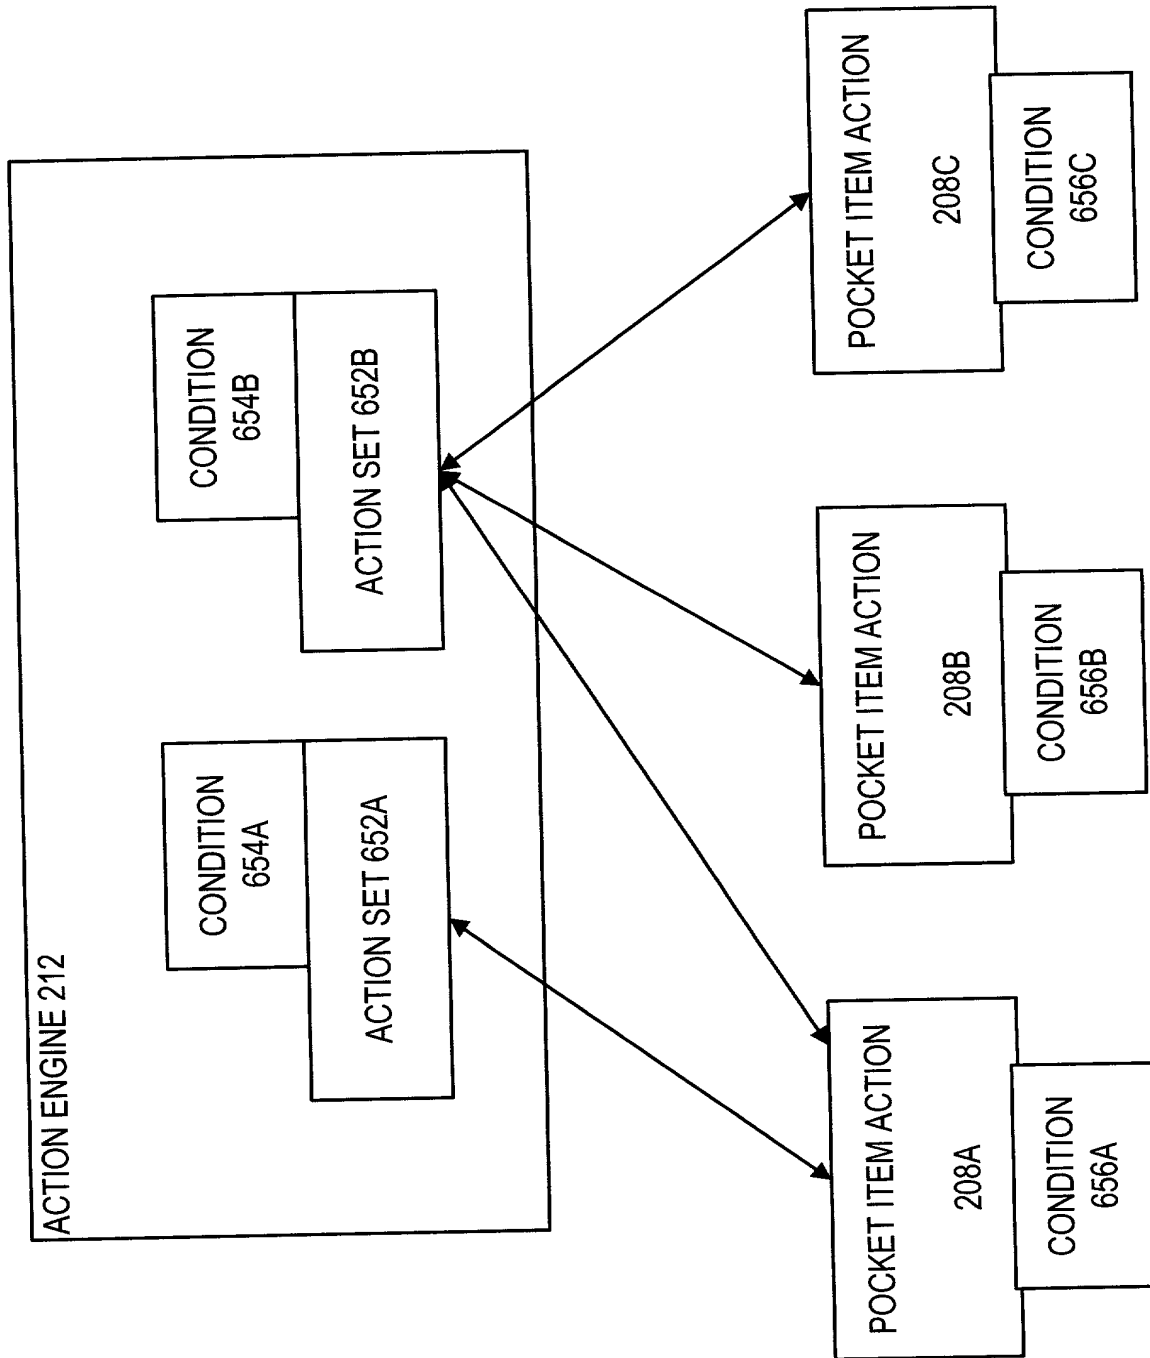 ACTION ENGINE 212
CONDITION
654A
ACTION SET 652A
CONDITION
654B
ACTION SET 652B
POCKET ITEM ACTION
208A
CONDITION
656A
POCKET ITEM ACTION
208B
CONDITION
656B
POCKET ITEM ACTION
208C
CONDITION
656C